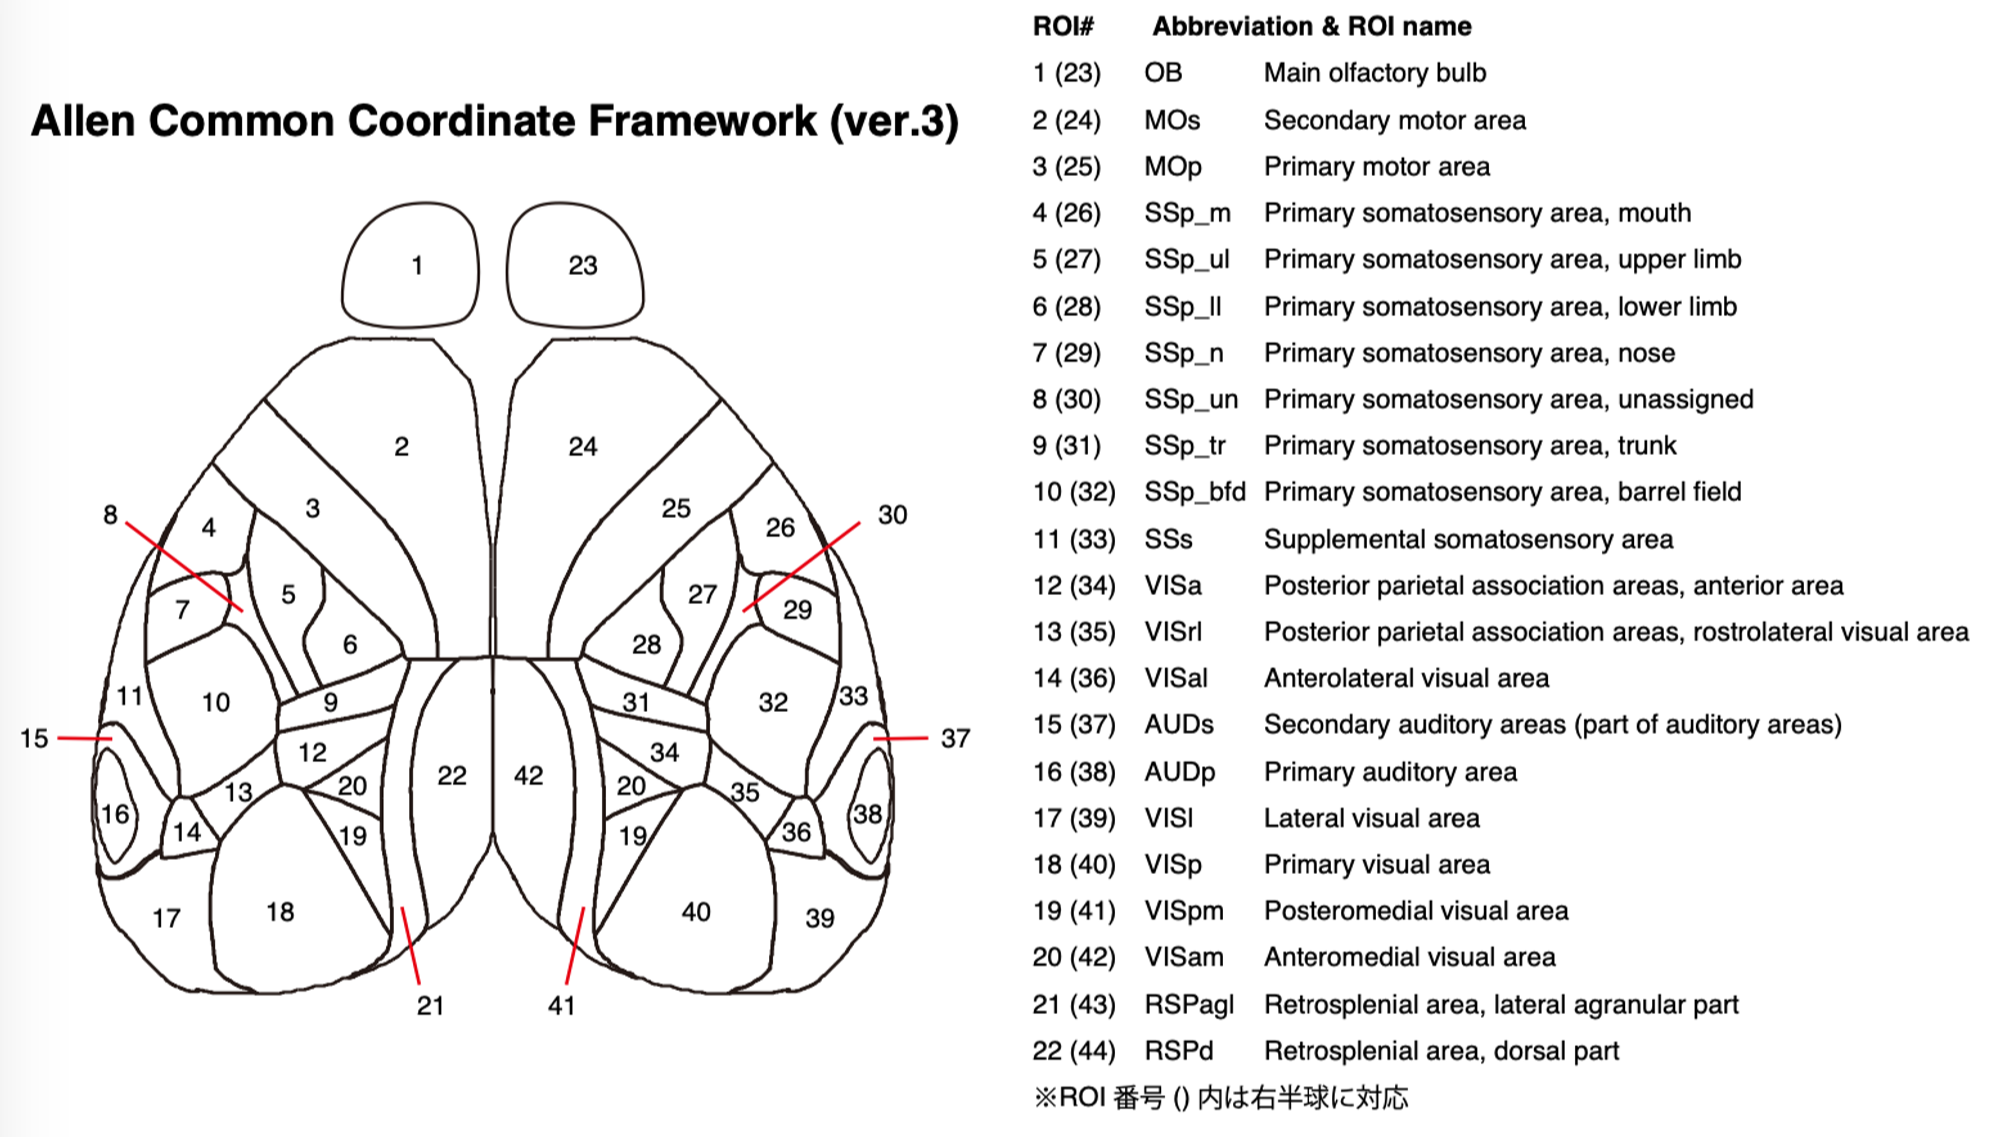 Allen Common Coordinate Framework (ver.3)
1
23
2
24
3
25
8
30
4
26
5
27
7
29
6
28
11
10
9
31
32
33
15
37
12
34
22
42
20
20
13
35
16
38
14
36
19
19
17
18
40
39
21
41
ROI# Abbreviation & ROI name
1 (23) OB Main olfactory bulb
2 (24) MOs Secondary motor area
3 (25) MOp Primary motor area
4 (26) SSp_m Primary somatosensory area, mouth
5 (27) SSp_ul Primary somatosensory area, upper limb
6 (28) SSp_ll Primary somatosensory area, lower limb
7 (29) SSp_n Primary somatosensory area, nose
8 (30) SSp_un Primary somatosensory area, unassigned
9 (31) SSp_tr Primary somatosensory area, trunk
10 (32) SSp_bfd Primary somatosensory area, barrel field
11 (33) SSs Supplemental somatosensory area
12 (34) VISa Posterior parietal association areas, anterior area
13 (35) VISrl Posterior parietal association areas, rostrolateral visual area
14 (36) VISal Anterolateral visual area
15 (37) AUDs Secondary auditory areas (part of auditory areas)
16 (38) AUDp Primary auditory area
17 (39) VISl Lateral visual area
18 (40) VISp Primary visual area
19 (41) VISpm Posteromedial visual area
20 (42) VISam Anteromedial visual area
21 (43) RSPagl Retrosplenial area, lateral agranular part
22 (44) RSPd Retrosplenial area, dorsal part
※ROI 番号 () 内は右半球に対応